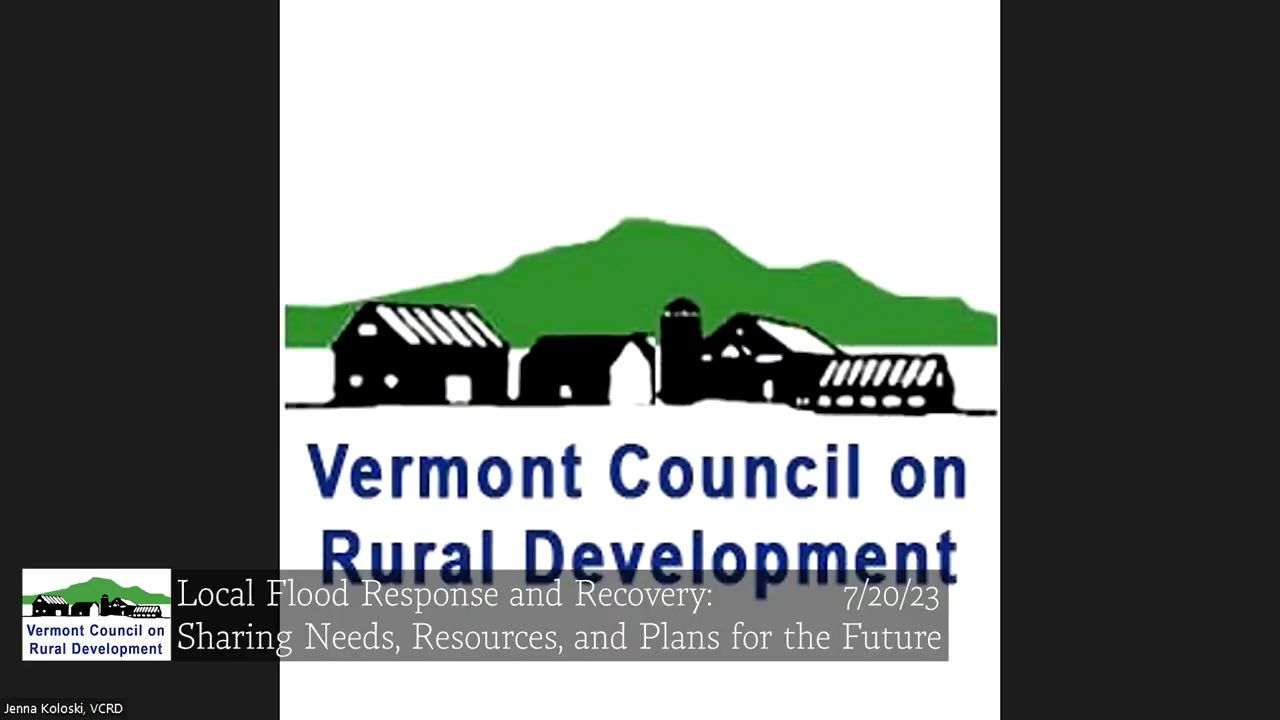 Vermont Council on
Rural Development
Local Flood Response and Recovery: 7/20/23
Sharing Needs, Resources, and Plans for the Future
Vermont Council on
Rural Development
Jenna Koloski, VCRD